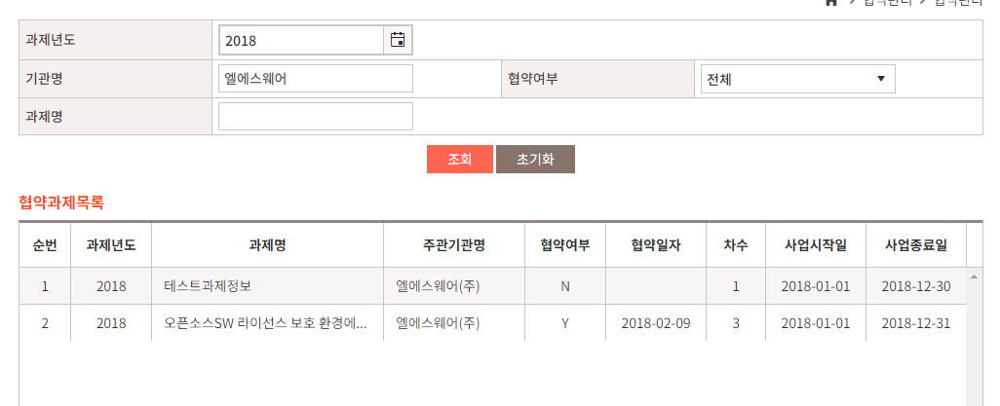 과제년도 2018
기관명 엘에스웨어 협약여부 전체
과제명
조회 초기화
협약과제목록
순번 과제년도 과제명 주관기관명 협약여부 협약일자 차수 사업시작일 사업종료일
1 2018 테스트과제정보 엘에스웨어(주) N 1 2018-01-01 2018-12-30
2 2018 오픈소스SW 라이선스 보호 환경에... 엘에스웨어(주) Y 2018-02-09 3 2018-01-01 2018-12-31